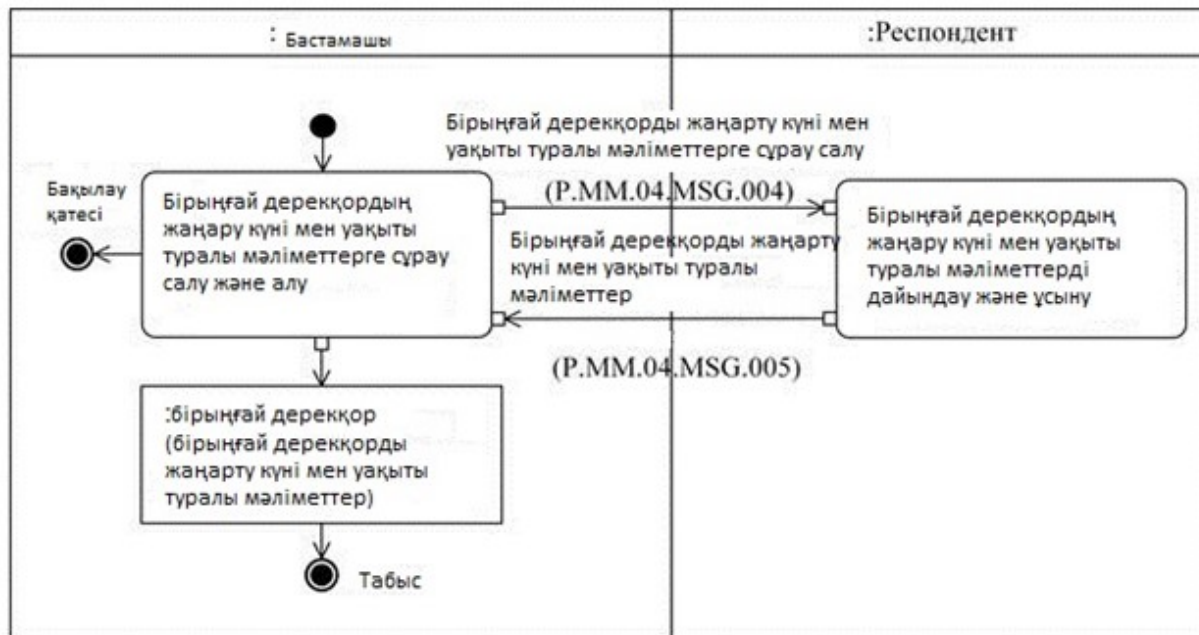 : Бастамашы
:Респондент
Бірыңғай дерекқорды жаңарту күні мен
уақыты туралы мәліметтерге сұрау салу
(P.MM.04.MSG.004)
Бақылау
қатесі
Бірыңғай дерекқордың
жаңару күні мен уақыты
туралы мәліметтерге сұрау
салу және алу
Бірыңғай дерекқорды жаңарту
күні мен уақыты туралы
мәліметтер
Бірыңғай дерекқордың
жаңару күні мен уақыты
туралы мәліметтерді
дайындау және ұсыну
(P.MM.04.MSG.005)
:бірыңғай дерекқор
(бірыңғай дерекқорды
жаңарту күні мен уақыты
туралы мәліметтер)
Табыс